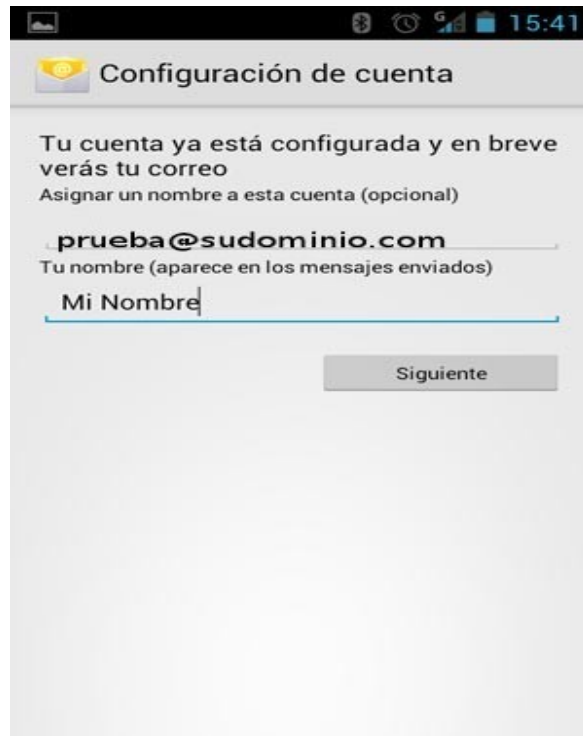 G 15:41
Configuración de cuenta
Tu cuenta ya está configurada y en breve
verás tu correo
Asignar un nombre a esta cuenta (opcional)
prueba@sudominio.com
Tu nombre (aparece en los mensajes enviados)
Mi Nombre
Siguiente